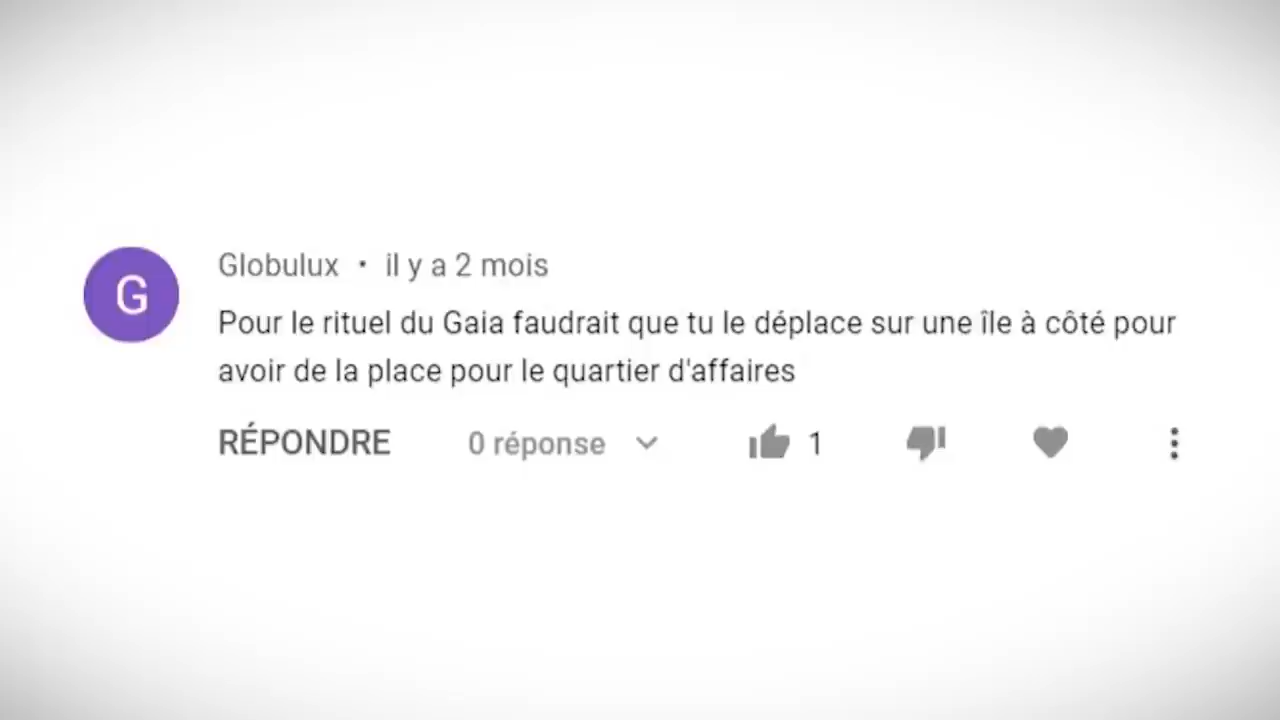 G
Globulux • il y a 2 mois
Pour le rituel du Gaia faudrait que tu le déplace sur une île à côté pour
avoir de la place pour le quartier d'affaires
RÉPONDRE 0 réponse 1